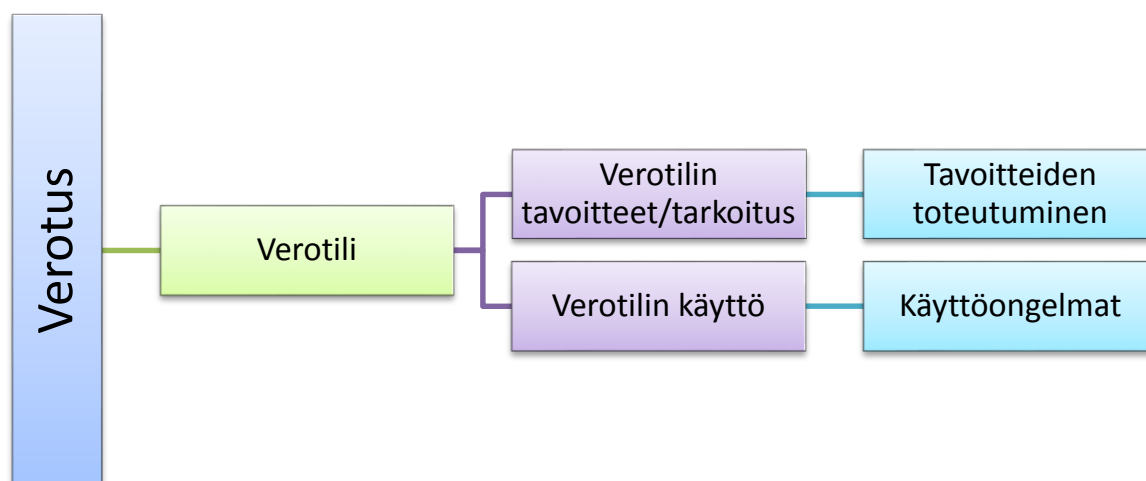 Verotus
Verotili
Verotilin
tavoitteet/tarkoitus
Tavoitteiden
toteutuminen
Verotilin käyttö
Käyttöongelmat